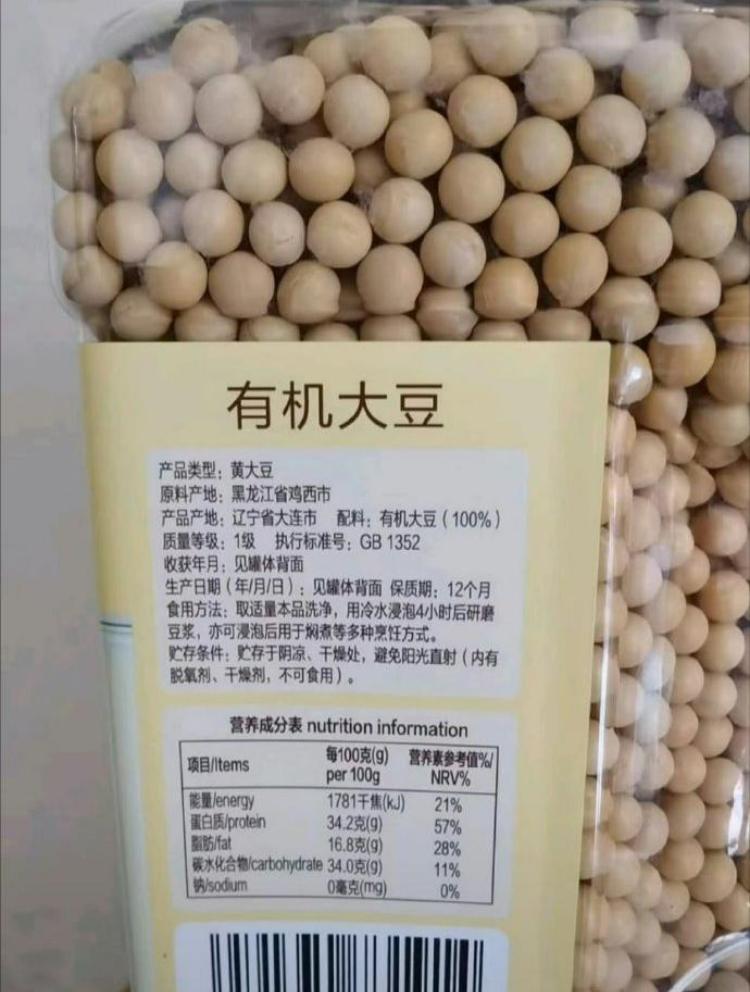 有机大豆
产品类型：黄大豆
原料产地：黑龙江省鸡西市
产品产地：辽宁省大连市 配料：有机大豆（100%）
质量等级：1级 执行标准号：GB 1352
收获年月：见罐体背面
生产日期（年/月/日）：见罐体背面 保质期：12个月
食用方法：取适量本品洗净，用冷水浸泡4小时后研磨
豆浆，亦可浸泡后用于焖煮等多种烹饪方式。
贮存条件：贮存于阴凉、干燥处，避免阳光直射（内有
脱氧剂、干燥剂，不可食用）。
营养成分表 nutrition information
项目/Items 每100克(g) per 100g 营养素参考值%/ NRV%
能量/energy 1781千焦(kJ) 21%
蛋白质/protein 34.2克(g) 57%
脂肪/fat 16.8克(g) 28%
碳水化合物/carbohydrate 34.0克(g) 11%
钠/sodium 0毫克(mg) 0%